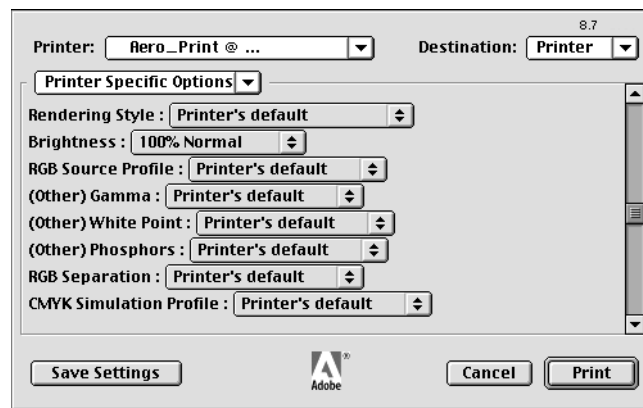 8.7
Printer: Aero_Print @ ... Destination: Printer
Printer Specific Options
Rendering Style : Printer's default
Brightness : 100% Normal
RGB Source Profile : Printer's default
(Other) Gamma : Printer's default
(Other) White Point : Printer's default
(Other) Phosphors : Printer's default
RGB Separation : Printer's default
CMYK Simulation Profile : Printer's default
Save Settings Adobe ® Cancel Print